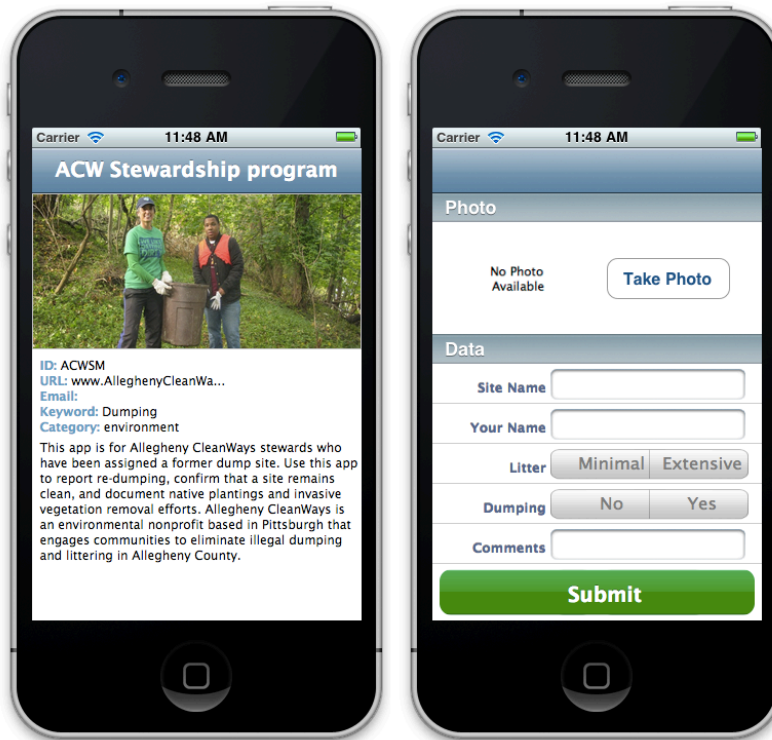 Carrier 11:48 AM
ACW Stewardship program
ID: ACWSM
URL: www.AlleghenyCleanWa...
Email:
Keyword: Dumping
Category: environment
This app is for Allegheny CleanWays stewards who
have been assigned a former dump site. Use this app
to report re-dumping, confirm that a site remains
clean, and document native plantings and invasive
vegetation removal efforts. Allegheny CleanWays is
an environmental nonprofit based in Pittsburgh that
engages communities to eliminate illegal dumping
and littering in Allegheny County.
Carrier 11:48 AM
Photo
No Photo
Available
Take Photo
Data
Site Name
Your Name
Litter Minimal Extensive
Dumping No Yes
Comments
Submit